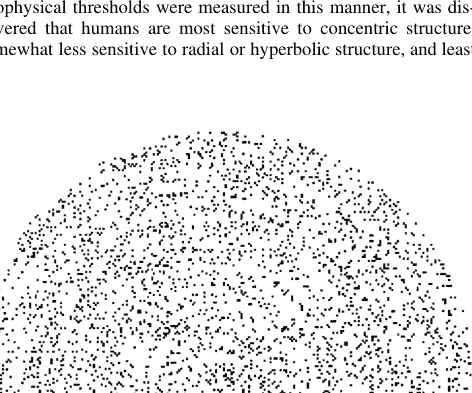 ophysical thresholds were measured in this manner, it was dis-
vered that humans are most sensitive to concentric structure
mewhat less sensitive to radial or hyperbolic structure, and least